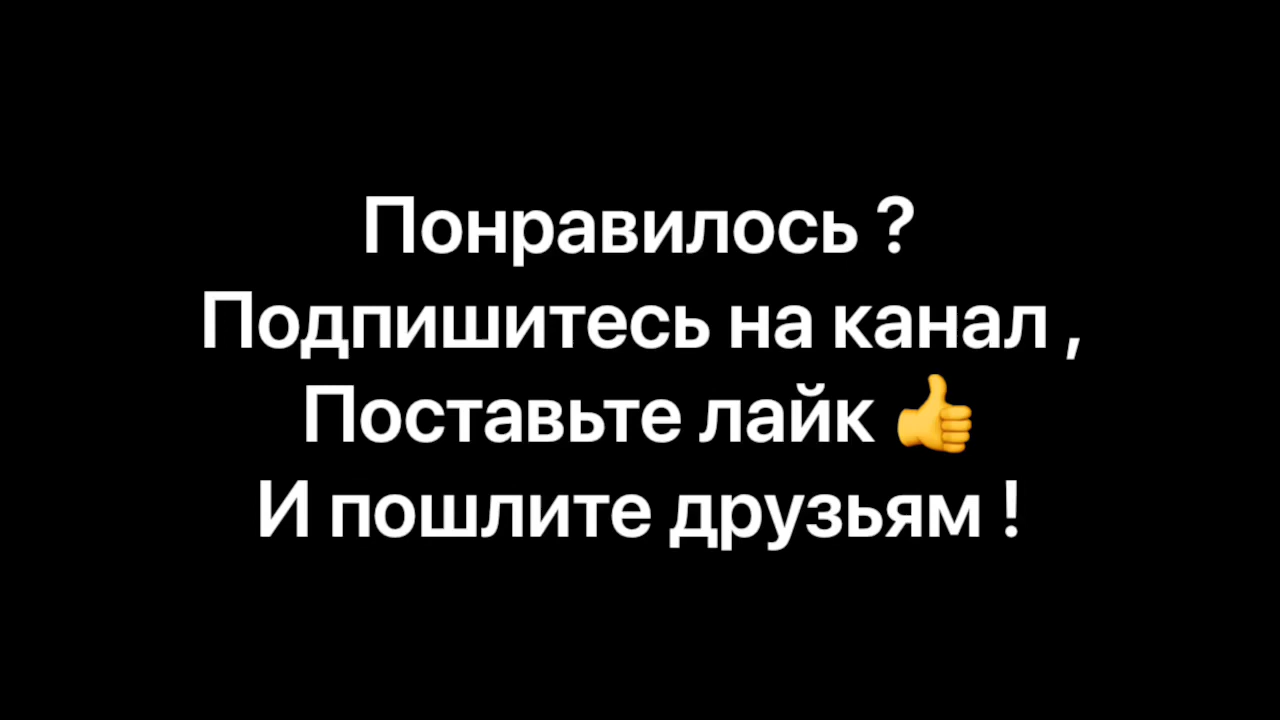 Понравилось ?
Подпишитесь на канал ,
Поставьте лайк 👍
И пошлите друзьям !